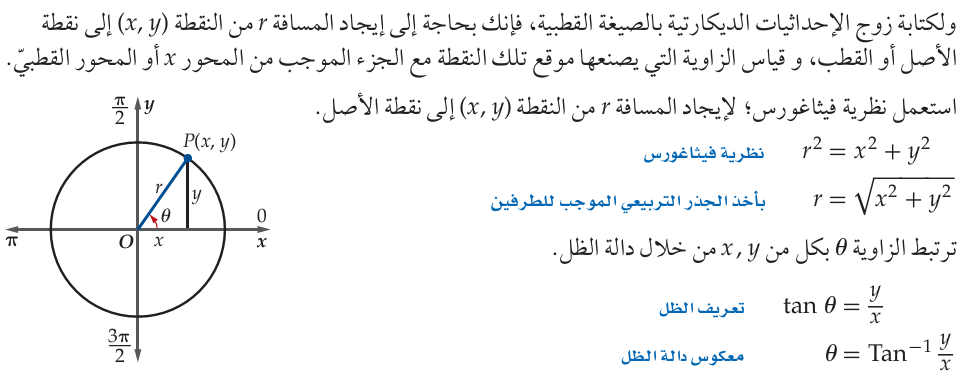 ولكتابة زوج الإحداثيات الديكارتية بالصيغة القطبية، فإنك بحاجة إلى إيجاد المسافة r من النقطة (x, y) إلى نقطة
الأصل أو القطب، و قياس الزاوية التي يصنعها موقع تلك النقطة مع الجزء الموجب من المحور x أو المحور القطبيّ.
استعمل نظرية فيثاغورس؛ لإيجاد المسافة r من النقطة (x, y) إلى نقطة الأصل.
نظرية فيثاغورس r² = x² + y²
بأخذ الجذر التربيعي الموجب للطرفين r = √(x² + y²)
ترتبط الزاوية θ بكل من x , y من خلال دالة الظل.
تعريف الظل tan θ = y/x
معكوس دالة الظل θ = Tan⁻¹ y/x
π/2 y
P(x, y)
r y
θ 0
π O x x
3π/2